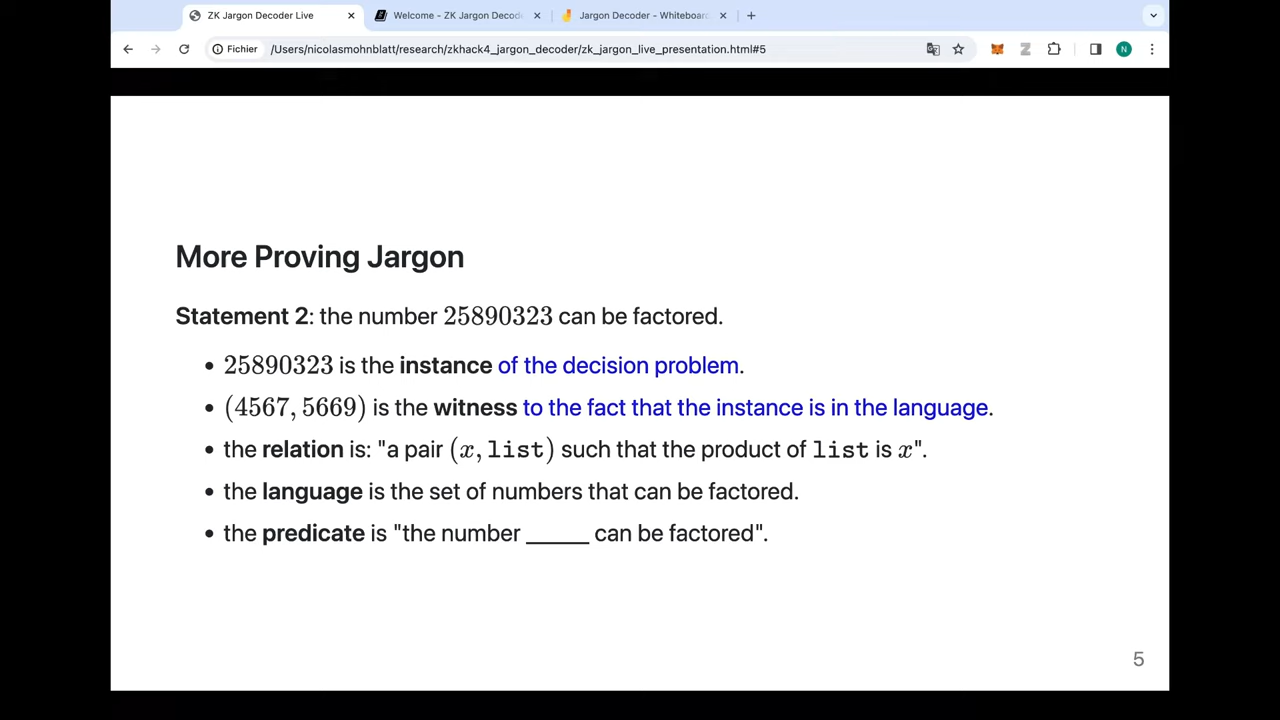 ZK Jargon Decoder Live
Welcome - ZK Jargon Decod
Jargon Decoder - Whiteboard
Fichier
/Users/nicolasmohnblatt/research/zkhack4_jargon_decoder/zk_jargon_live_presentation.html#5
N
More Proving Jargon
Statement 2: the number 25890323 can be factored.
• 25890323 is the instance of the decision problem.
• (4567, 5669) is the witness to the fact that the instance is in the language.
• the relation is: "a pair (x, list) such that the product of list is x".
• the language is the set of numbers that can be factored.
• the predicate is "the number ______ can be factored".
5